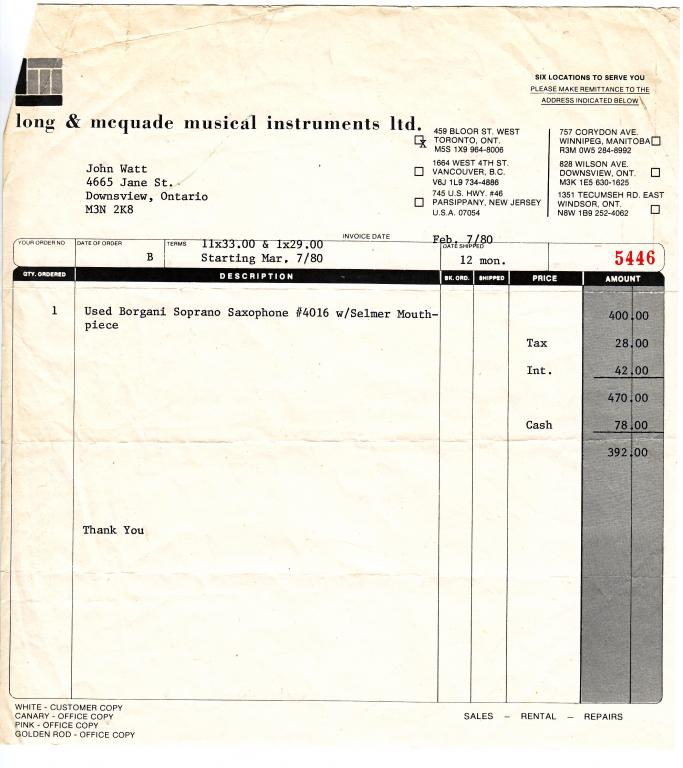 SIX LOCATIONS TO SERVE YOU
PLEASE MAKE REMITTANCE TO THE
ADDRESS INDICATED BELOW
long & mcquade musical instruments ltd.
X
459 BLOOR ST. WEST
TORONTO, ONT.
M5S 1X9 964-8006
1664 WEST 4TH ST.
VANCOUVER, B.C.
V6J 1L9 734-4886
745 U.S. HWY. #46
PARSIPPANY, NEW JERSEY
U.S.A. 07054
757 CORYDON AVE.
WINNIPEG, MANITOBA
R3M 0W5 284-8992
828 WILSON AVE.
DOWNSVIEW, ONT.
M3K 1E5 630-1625
1351 TECUMSEH RD. EAST
WINDSOR, ONT.
N8W 1B9 252-4062
John Watt
4665 Jane St.
Downsview, Ontario
M3N 2K8
INVOICE DATE
Feb. 7/80
YOUR ORDER NO
DATE OF ORDER
B
TERMS
11x33.00 & 1x29.00
Starting Mar. 7/80
DATE SHIPPED
12 mon.
5446
QTY. ORDERED DESCRIPTION BK. ORD. SHIPPED PRICE AMOUNT
1 Used Borgani Soprano Saxophone #4016 w/Selmer Mouth- 400.00
piece
Tax 28.00
Int. 42.00
470.00
Cash 78.00
392.00
Thank You
WHITE - CUSTOMER COPY
CANARY - OFFICE COPY
PINK - OFFICE COPY
GOLDEN ROD - OFFICE COPY
SALES – RENTAL – REPAIRS